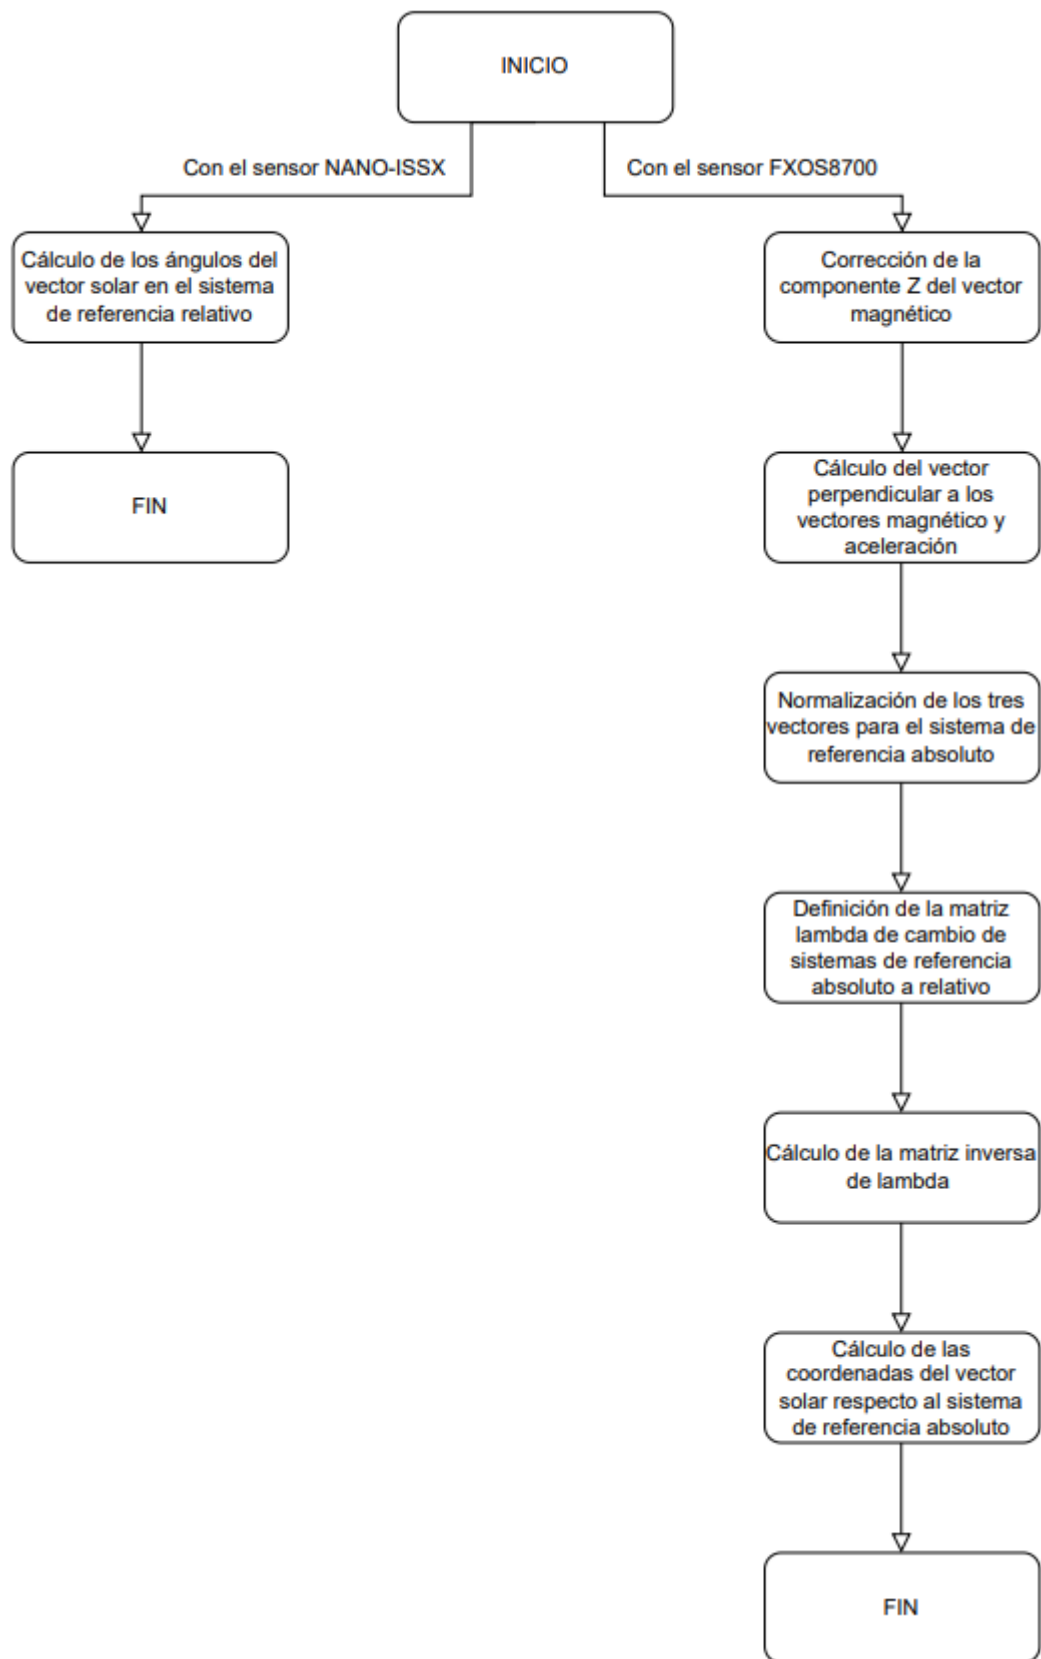 INICIO
Con el sensor NANO-ISSX
Con el sensor FXOS8700
Cálculo de los ángulos del
vector solar en el sistema
de referencia relativo
FIN
Corrección de la
componente Z del vector
magnético
Cálculo del vector
perpendicular a los
vectores magnético y
aceleración
Normalización de los tres
vectores para el sistema de
referencia absoluto
Definición de la matriz
lambda de cambio de
sistemas de referencia
absoluto a relativo
Cálculo de la matriz inversa
de lambda
Cálculo de las
coordenadas del vector
solar respecto al sistema
de referencia absoluto
FIN